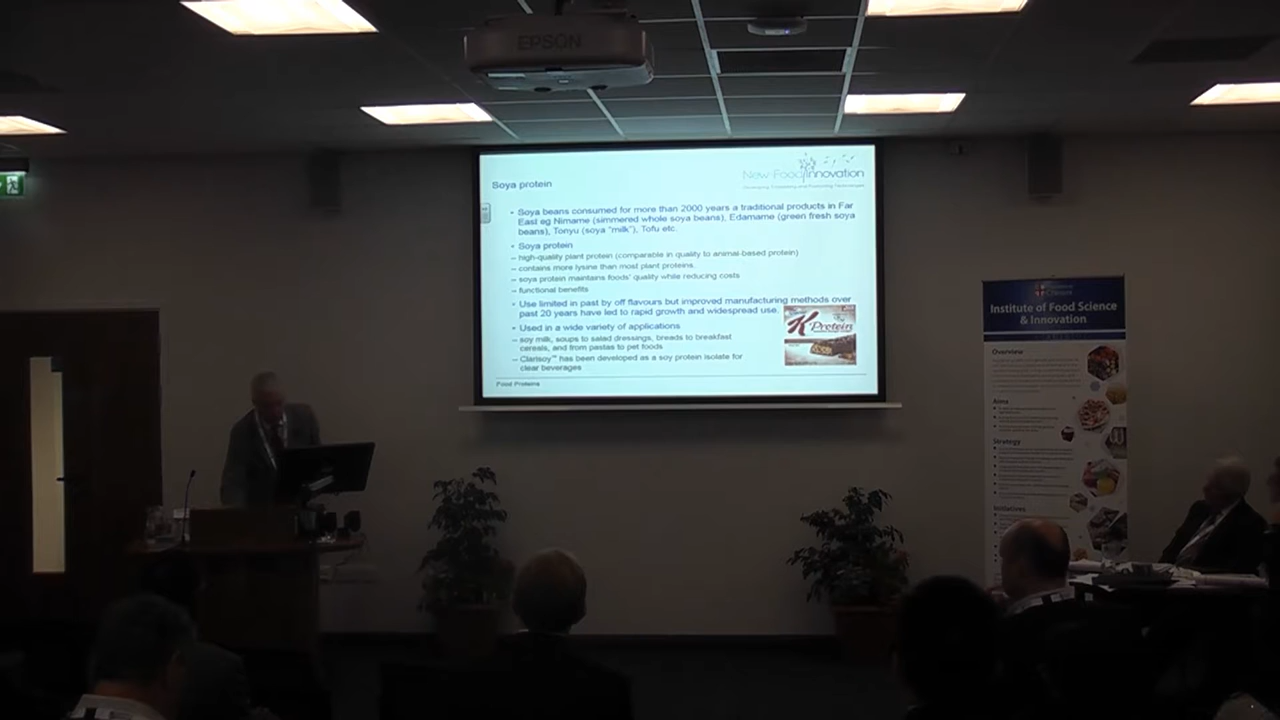 EPSON
New Food Innovation
Soya protein
• Soya beans consumed for more than 2000 years a traditional products in Far
East eg Nimame (simmered whole soya beans), Edamame (green fresh soya
beans), Tonyu (soya "milk"), Tofu etc.
• Soya protein
– high-quality plant protein (comparable in quality to animal-based protein)
– contains more lysine than most plant proteins
– soya protein maintains foods' quality while reducing costs
– functional benefits
• Use limited in past by off flavours but improved manufacturing methods over
past 20 years have led to rapid growth and widespread use.
• Used in a wide variety of applications
– soy milk, soups to salad dressings, breads to breakfast
cereals, and from pastas to pet foods
– Clarisoy™ has been developed as a soy protein isolate for
clear beverages
K Protein
Food Proteins
Institute of Food Science
& Innovation
Overview
Aims
Strategy
Initiatives